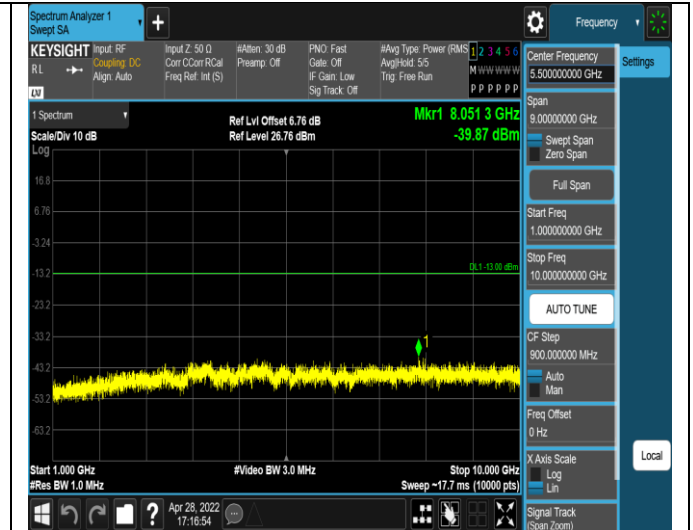 Spectrum Analyzer 1
Swept SA
Frequency
KEYSIGHT
RL
LXI
Input: RF
Coupling: DC
Align: Auto
Input Z: 50 Ω
Corr CCorr RCal
Freq Ref: Int (S)
#Atten: 30 dB
Preamp: Off
PNO: Fast
Gate: Off
IF Gain: Low
Sig Track: Off
#Avg Type: Power (RMS
Avg|Hold: 5/5
Trig: Free Run
1 2 3 4 5 6
M W W W W W
P P P P P P
Center Frequency
5.500000000 GHz
Settings
Span
9.00000000 GHz
Swept Span
Zero Span
Full Span
Start Freq
1.000000000 GHz
Stop Freq
10.000000000 GHz
AUTO TUNE
CF Step
900.000000 MHz
Auto
Man
Freq Offset
0 Hz
X Axis Scale
Log
Lin
Signal Track
(Span Zoom)
Local
1 Spectrum
Scale/Div 10 dB
Log
Ref Lvl Offset 6.76 dB
Ref Level 26.76 dBm
Mkr1 8.051 3 GHz
-39.87 dBm
16.8
6.76
-3.24
-13.2
-23.2
-33.2
-43.2
-53.2
-63.2
DL1 -13.00 dBm
1
Start 1.000 GHz
#Res BW 1.0 MHz
#Video BW 3.0 MHz
Stop 10.000 GHz
Sweep ~17.7 ms (10000 pts)
?
Apr 28, 2022
17:16:54